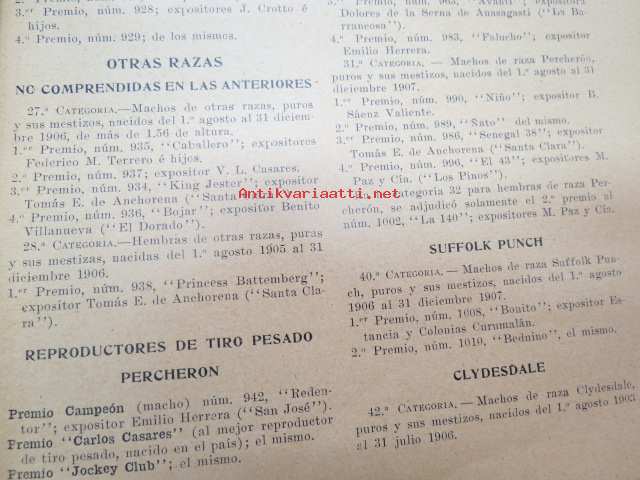 3.er Premio, núm. 928; expositores J. Crotto é
hijos.
4.º Premio, núm. 929; de los mismos.
OTRAS RAZAS
NO COMPRENDIDAS EN LAS ANTERIORES
27.ª CATEGORIA.—Machos de otras razas, puros
y sus mestizos, nacidos del 1.º agosto al 31 diciem-
bre 1906, de más de 1.56 de altura.
1.er Premio, núm. 935, "Caballero"; expositores
Federico M. Terrero é hijos.
2.º Premio, núm. 937; expositor V. L. Casares.
3.er Premio, núm. 934, "King Jester"; expositor
Tomás E. de Anchorena ("Santa
4.º Premio, núm. 936, "Bojar"; expositor Benito
Villanueva ("El Dorado").
28.ª CATEGORIA.—Hembras de otras razas, puras
y sus mestizas, nacidas del 1.º agosto 1905 al 31
diciembre 1906.
1.er Premio, núm. 938, "Princess Battemberg";
expositor Tomás E. de Anchorena ("Santa Cla-
ra").
REPRODUCTORES DE TIRO PESADO
PERCHERON
Premio Campeón (macho) núm. 942, "Reden-
tor"; expositor Emilio Herrera ("San José").
Premio "Carlos Casares" (al mejor reproductor
de tiro pesado, nacido en el país); el mismo.
Premio "Jockey Club"; el mismo.
Premio, núm. 963, "Avanti"; expositora
Dolores de la Serna de Anasagasti ("La Ba-
rrancosa").
4.º Premio, núm. 983, "Falucho"; expositor
Emilio Herrera.
31.ª CATEGORIA. — Machos de raza Percherón,
puros y sus mestizos, nacidos del 1.º agosto al 31
diciembre 1907.
1.er Premio, núm. 990, "Niño"; expositor B.
Sáenz Valiente.
2.º Premio, núm. 989, "Sato" del mismo.
3.er Premio, núm. 986, "Senegal 38"; expositor
Tomás E. de Anchorena ("Santa Clara").
4.º Premio, núm. 996, "El 43"; expositores M.
Paz y Cía. ("Los Pinos").
categoría 32 para hembras de raza Per-
cherón, se adjudicó solamente el 2.º premio al
núm. 1002, "La 140"; expositores M. Paz y Cía.
SUFFOLK PUNCH
40.ª CATEGORIA. — Machos de raza Suffolk Pun-
ch, puros y sus mestizos, nacidos del 1.º agosto
1906 al 31 diciembre 1907.
1.er Premio, núm. 1008, "Bonito"; expositor Es-
tancia y Colonias Curumalán.
2.º Premio, núm. 1019, "Bednino", el mismo.
CLYDESDALE
42.ª CATEGORIA. — Machos de raza Clydesdale,
puros y sus mestizos, nacidos del 1.º agosto 1903
al 31 julio 1906.
Antikvariaatti.net